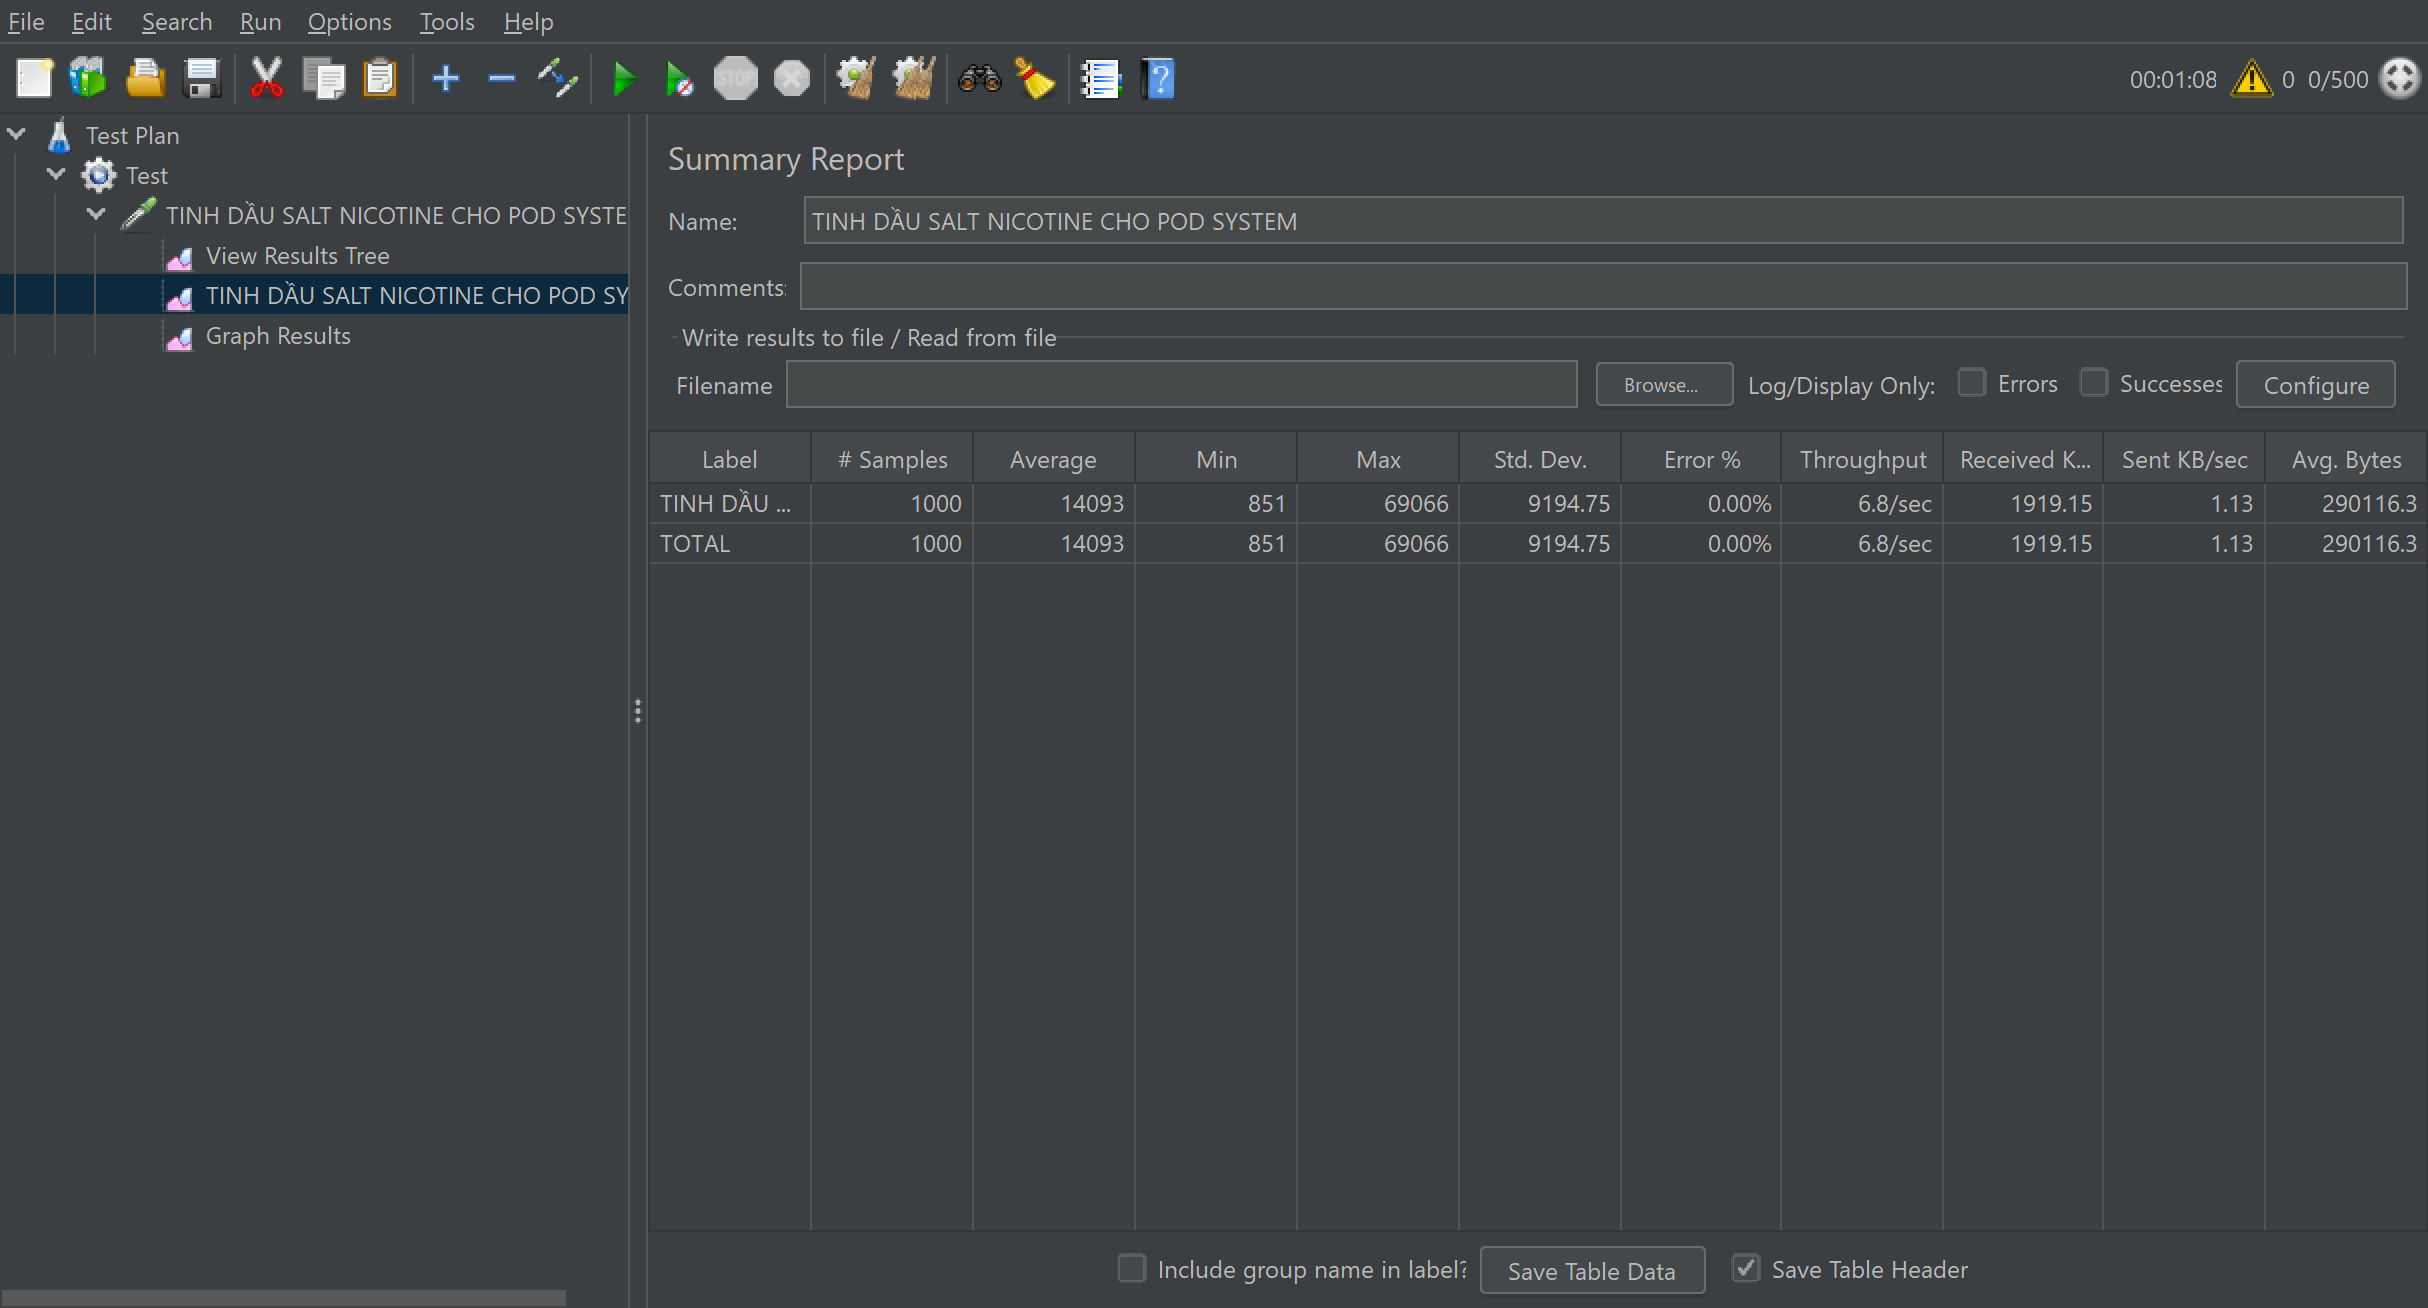 File Edit Search Run Options Tools Help
STOP
00:01:08 0 0/500
Test Plan
Test
TINH DẦU SALT NICOTINE CHO POD SYSTE
View Results Tree
TINH DẦU SALT NICOTINE CHO POD SY
Graph Results
Summary Report
Name: TINH DẦU SALT NICOTINE CHO POD SYSTEM
Comments:
Write results to file / Read from file
Filename Browse... Log/Display Only: Errors Successes Configure
Label # Samples Average Min Max Std. Dev. Error % Throughput Received K... Sent KB/sec Avg. Bytes
TINH DẦU ... 1000 14093 851 69066 9194.75 0.00% 6.8/sec 1919.15 1.13 290116.3
TOTAL 1000 14093 851 69066 9194.75 0.00% 6.8/sec 1919.15 1.13 290116.3
Include group name in label? Save Table Data Save Table Header